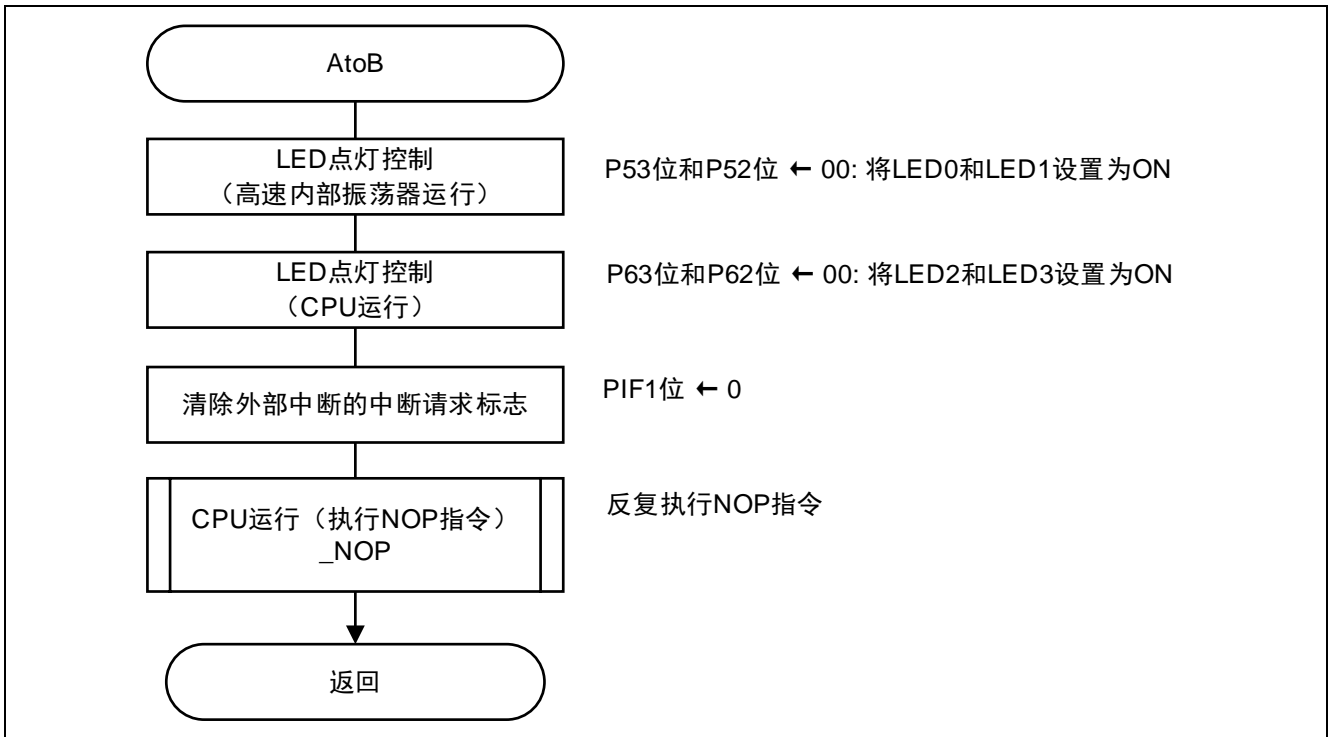 AtoB
LED点灯控制
（高速内部振荡器运行）
P53位和P52位 ← 00: 将LED0和LED1设置为ON
LED点灯控制
（CPU运行）
P63位和P62位 ← 00: 将LED2和LED3设置为ON
清除外部中断的中断请求标志
PIF1位 ← 0
CPU运行（执行NOP指令）
_NOP
反复执行NOP指令
返回